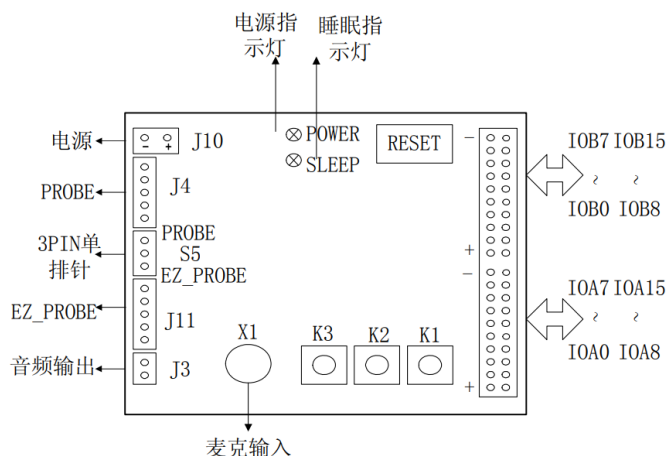 电源指
示灯
睡眠指
示灯
电源
- +
J10
POWER
SLEEP
RESET
-
IOB7 IOB15
~ ~
IOB0 IOB8
PROBE
J4
3PIN单
排针
PROBE
S5
EZ_PROBE
+
-
EZ_PROBE
J11
IOA7 IOA15
~ ~
IOA0 IOA8
音频输出
J3
X1
K3
K2
K1
+
麦克输入